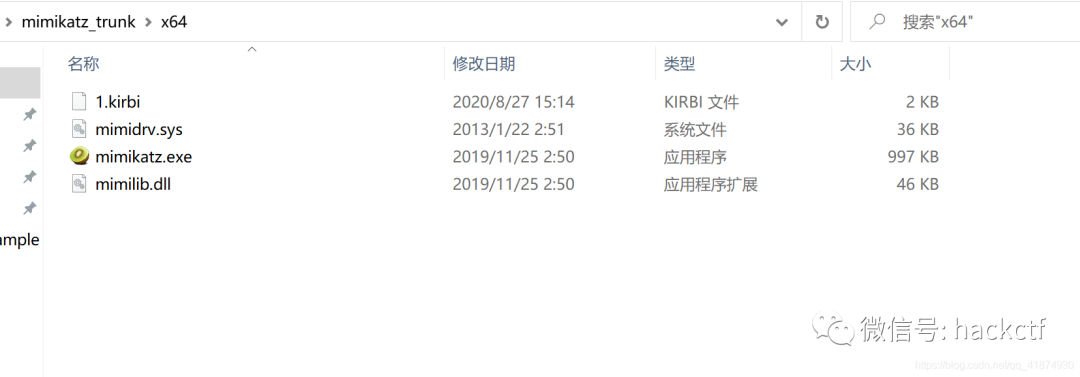 mimikatz_trunk > x64 搜索"x64"
名称 修改日期 类型 大小
1.kirbi 2020/8/27 15:14 KIRBI 文件 2 KB
mimidrv.sys 2013/1/22 2:51 系统文件 36 KB
mimikatz.exe 2019/11/25 2:50 应用程序 997 KB
mimilib.dll 2019/11/25 2:50 应用程序扩展 46 KB
ample
微信号: hackctf
https://blog.csdn.net/qq_41874930